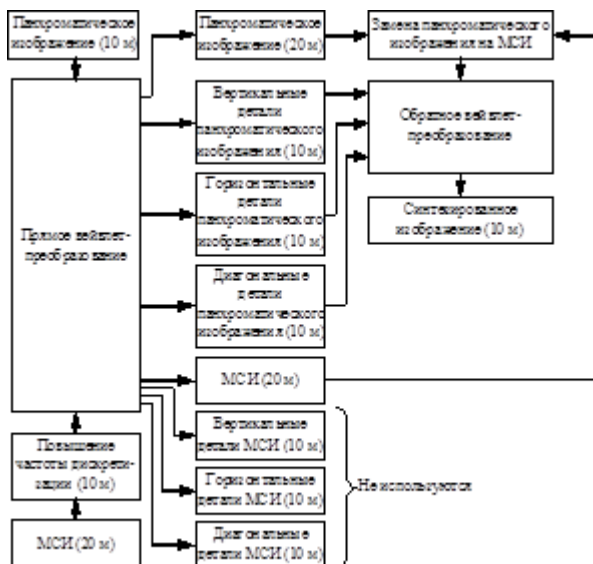 Панхроматическое
изображение (10 м)
Панхроматическое
изображение (20 м)
Замена панхроматического
изображения на МСИ
Вертикальные
детали
панхроматического
изображения (10 м)
Обратное вейвлет-
преобразование
Горизонтальные
детали
панхроматического
изображения (10 м)
Синтезированное
изображение (10 м)
Прямое вейвлет-
преобразование
Диагональные
детали
панхроматического
изображения (10 м)
МСИ (20 м)
Вертикальные
детали МСИ (10 м)
Повышение
частоты дискрети-
зации (10 м)
Горизонтальные
детали МСИ (10 м)
Не используются
МСИ (20 м)
Диагональные
детали МСИ (10 м)